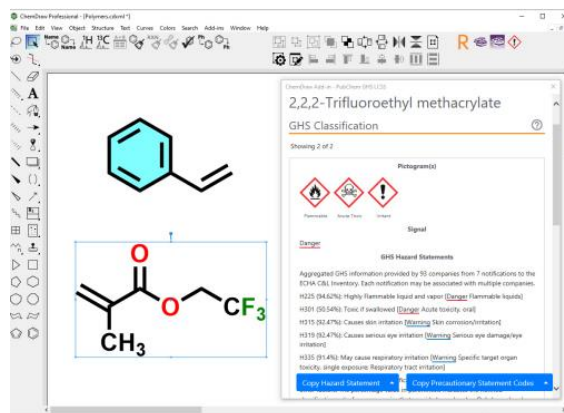 ChemDraw Professional - [Polymers.cdxml *]
File Edit View Object Structure Text Curves Colors Search Add-ins Window Help
ChemDraw Add-in - PubChem GHS LCSS
2,2,2-Trifluoroethyl methacrylate
GHS Classification
Showing 2 of 2
Pictogram(s)
Flammable Acute Toxic Irritant
Signal
Danger
GHS Hazard Statements
Aggregated GHS information provided by 93 companies from 7 notifications to the
ECHA C&L Inventory. Each notification may be associated with multiple companies.
H225 (94.62%): Highly Flammable liquid and vapor [Danger Flammable liquids]
H301 (50.54%): Toxic if swallowed [Danger Acute toxicity, oral]
H315 (92.47%): Causes skin irritation [Warning Skin corrosion/irritation]
H319 (92.47%): Causes serious eye irritation [Warning Serious eye damage/eye
irritation]
H335 (91.4%): May cause respiratory irritation [Warning Specific target organ
toxicity, single exposure; Respiratory tract irritation]
Copy Hazard Statement
Copy Precautionary Statement Codes
O
O
CF3
CH3